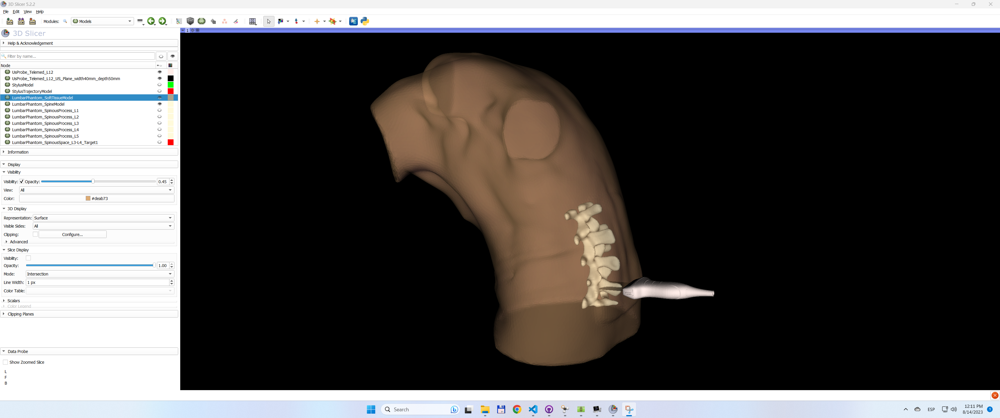 3D Slicer 5.2.2
File Edit View Help
DATA DCM SAVE Modules: Models
3D Slicer
1
Help & Acknowledgement
Filter by name...
Node
UsProbe_Telemed_L12
UsProbe_Telemed_L12_US_Plane_width40mm_depth50mm
StylusModel
StylusTrajectoryModel
LumbarPhantom_SoftTissueModel
LumbarPhantom_SpineModel
LumbarPhantom_SpinousProcess_L1
LumbarPhantom_SpinousProcess_L2
LumbarPhantom_SpinousProcess_L3
LumbarPhantom_SpinousProcess_L4
LumbarPhantom_SpinousProcess_L5
LumbarPhantom_SpinousSpace_L3-L4_Target1
Information
Display
Visibility
Visibility: Opacity: 0.45
View: All
Color: #deab73
3D Display
Representation: Surface
Visible Sides: All
Clipping: Configure...
Advanced
Slice Display
Visibility:
Opacity: 1.00
Mode: Intersection
Line Width: 1 px
Color Table:
Scalars
Color Legend
Clipping Planes
Data Probe
Show Zoomed Slice
L
F
B
Search
ESP
12:11 PM
8/14/2023
1